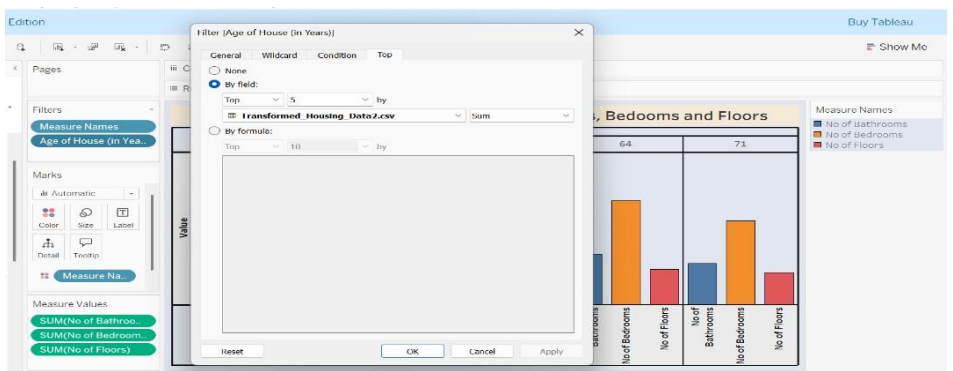 Edition
Buy Tableau
Show Me
Pages
Filters
Measure Names
Age of House (in Yea..
Marks
Automatic
Color
Size
Label
Detail
Tooltip
Measure Na..
Measure Values
SUM(No of Bathroo..
SUM(No of Bedroom..
SUM(No of Floors)
Filter [Age of House (in Years)]
General Wildcard Condition Top
None
By field:
Top 5 by
Transformed_Housing_Data2.csv Sum
By formula:
Top 10 by
Reset OK Cancel Apply
C
R
, Bedooms and Floors
64 71
Value
No of Bedrooms
No of Floors
No of Bathrooms
No of Bedrooms
No of Floors
Measure Names
No of Bathrooms
No of Bedrooms
No of Floors